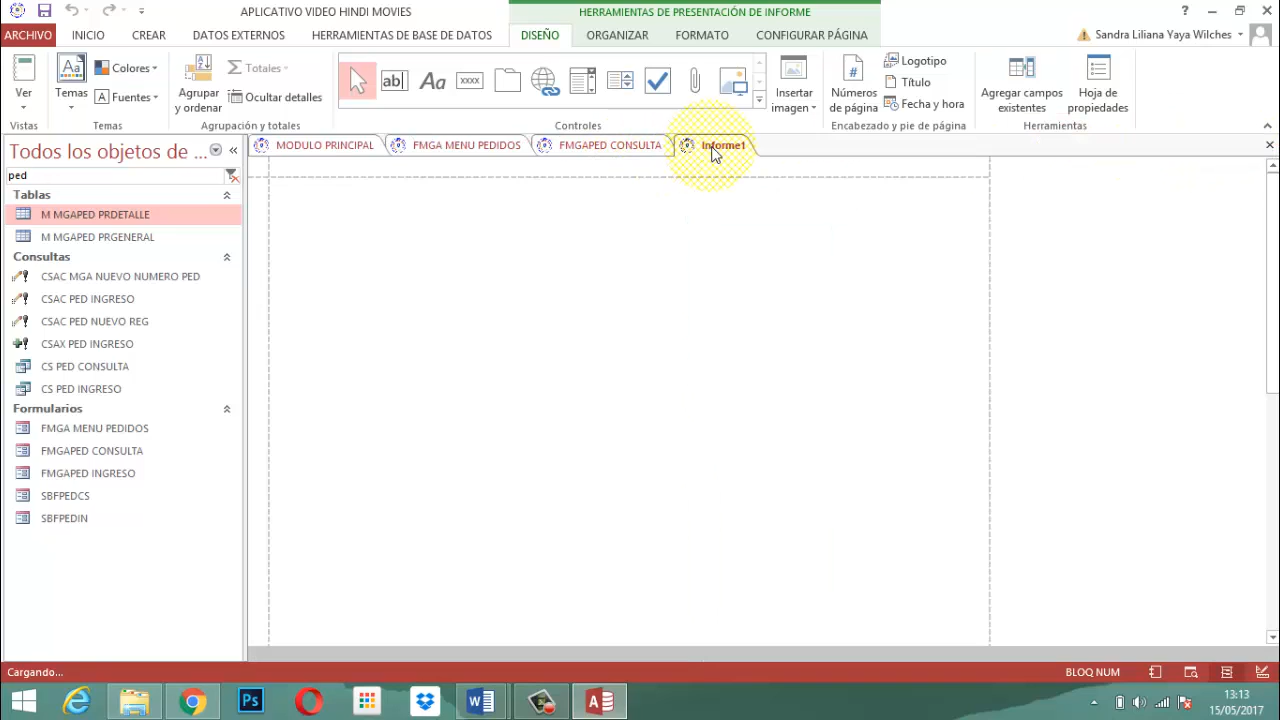 APLICATIVO VIDEO HINDI MOVIES
HERRAMIENTAS DE PRESENTACIÓN DE INFORME
?
ARCHIVO INICIO CREAR DATOS EXTERNOS HERRAMIENTAS DE BASE DE DATOS DISEÑO ORGANIZAR FORMATO CONFIGURAR PÁGINA
Sandra Liliana Yaya Wilches
Ver
Vistas
Temas
Colores
Fuentes
Temas
Agrupar y ordenar
Totales
Ocultar detalles
Agrupación y totales
ab
Aa
xxxx
Controles
Insertar imagen
Números de página
Logotipo
Título
Fecha y hora
Encabezado y pie de página
Agregar campos existentes
Hoja de propiedades
Herramientas
Todos los objetos de ...
ped
Tablas
M MGAPED PRDETALLE
M MGAPED PRGENERAL
Consultas
CSAC MGA NUEVO NUMERO PED
CSAC PED INGRESO
CSAC PED NUEVO REG
CSAX PED INGRESO
CS PED CONSULTA
CS PED INGRESO
Formularios
FMGA MENU PEDIDOS
FMGAPED CONSULTA
FMGAPED INGRESO
SBFPEDCS
SBFPEDIN
MODULO PRINCIPAL FMGA MENU PEDIDOS FMGAPED CONSULTA Informe1
Cargando...
BLOQ NUM
Ps
13:13
15/05/2017